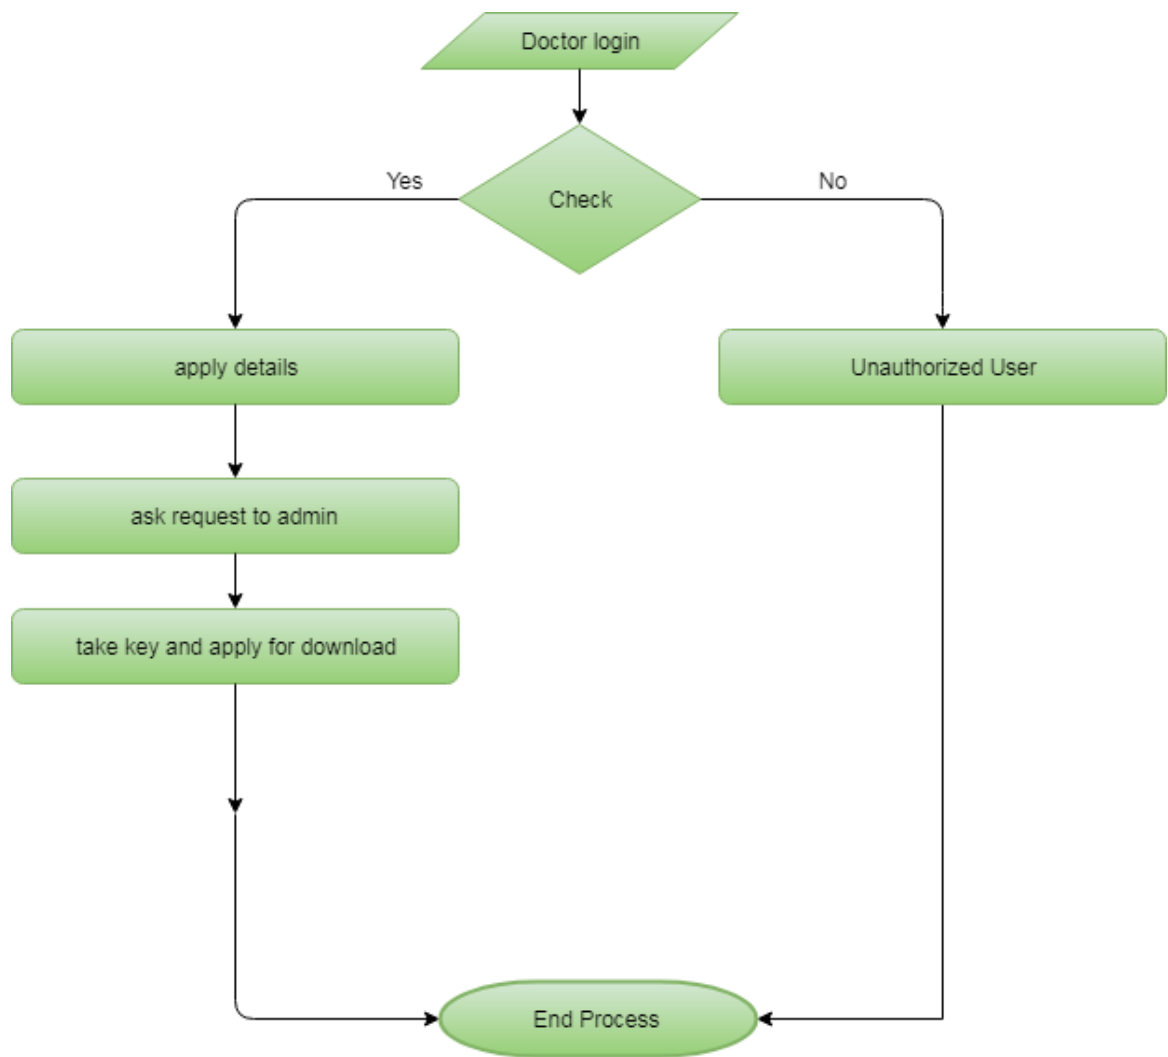 Doctor login
Check
Yes
No
apply details
Unauthorized User
ask request to admin
take key and apply for download
End Process